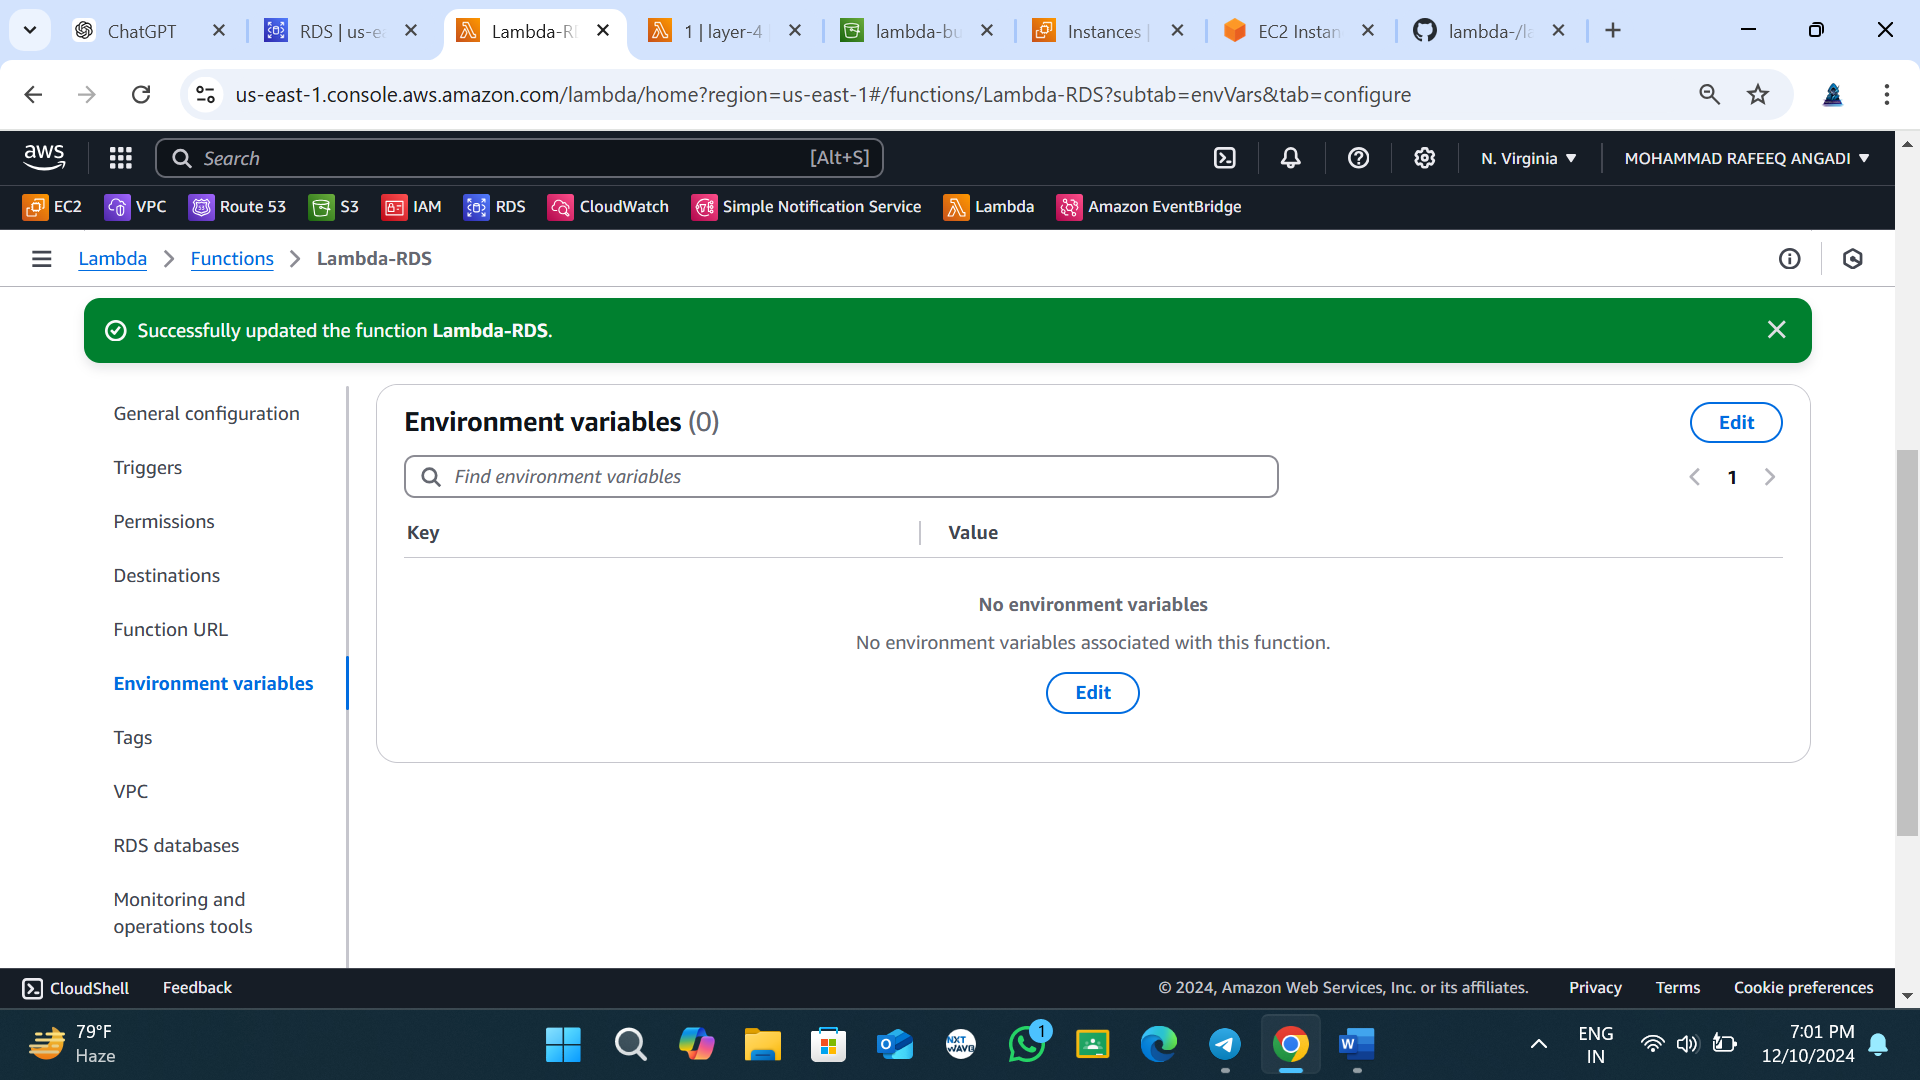 ChatGPT
RDS | us-ea
Lambda-RD
1 | layer-4
lambda-bu
Instances |
EC2 Instan
lambda-/la
us-east-1.console.aws.amazon.com/lambda/home?region=us-east-1#/functions/Lambda-RDS?subtab=envVars&tab=configure
aws
Search
[Alt+S]
N. Virginia
MOHAMMAD RAFEEQ ANGADI
EC2
VPC
Route 53
S3
IAM
RDS
CloudWatch
Simple Notification Service
Lambda
Amazon EventBridge
Lambda
Functions
Lambda-RDS
Successfully updated the function Lambda-RDS.
General configuration
Triggers
Permissions
Destinations
Function URL
Environment variables
Tags
VPC
RDS databases
Monitoring and
operations tools
Environment variables (0)
Edit
Find environment variables
1
Key
Value
No environment variables
No environment variables associated with this function.
Edit
CloudShell
Feedback
© 2024, Amazon Web Services, Inc. or its affiliates.
Privacy
Terms
Cookie preferences
79°F
Haze
NXT
WAVE
1
ENG
IN
7:01 PM
12/10/2024